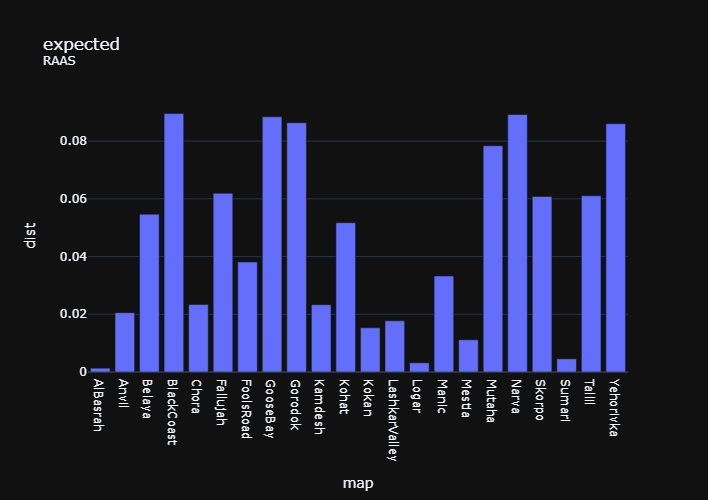 expected
RAAS
0.08
0.06
0.04
0.02
0
dist
AlBasrah
Anvil
Belaya
BlackCoast
Chora
Fallujah
FoolsRoad
GooseBay
Gorodok
Kamdesh
Kohat
Kokan
LashkarValley
Logar
Manic
Mestia
Mutaha
Narva
Skorpo
Sumari
Tallil
Yehorivka
map